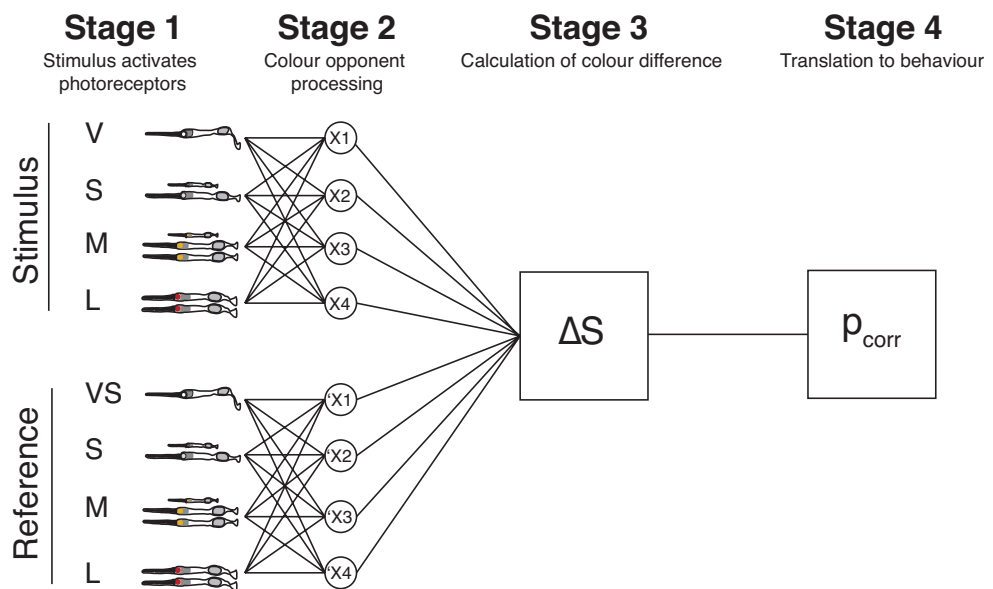 Stage 1
Stimulus activates
photoreceptors
Stage 2
Colour opponent
processing
Stage 3
Calculation of colour difference
Stage 4
Translation to behaviour
Stimulus
V
S
M
L
X1
X2
X3
X4
Reference
VS
S
M
L
'X1
'X2
'X3
'X4
ΔS
pcorr